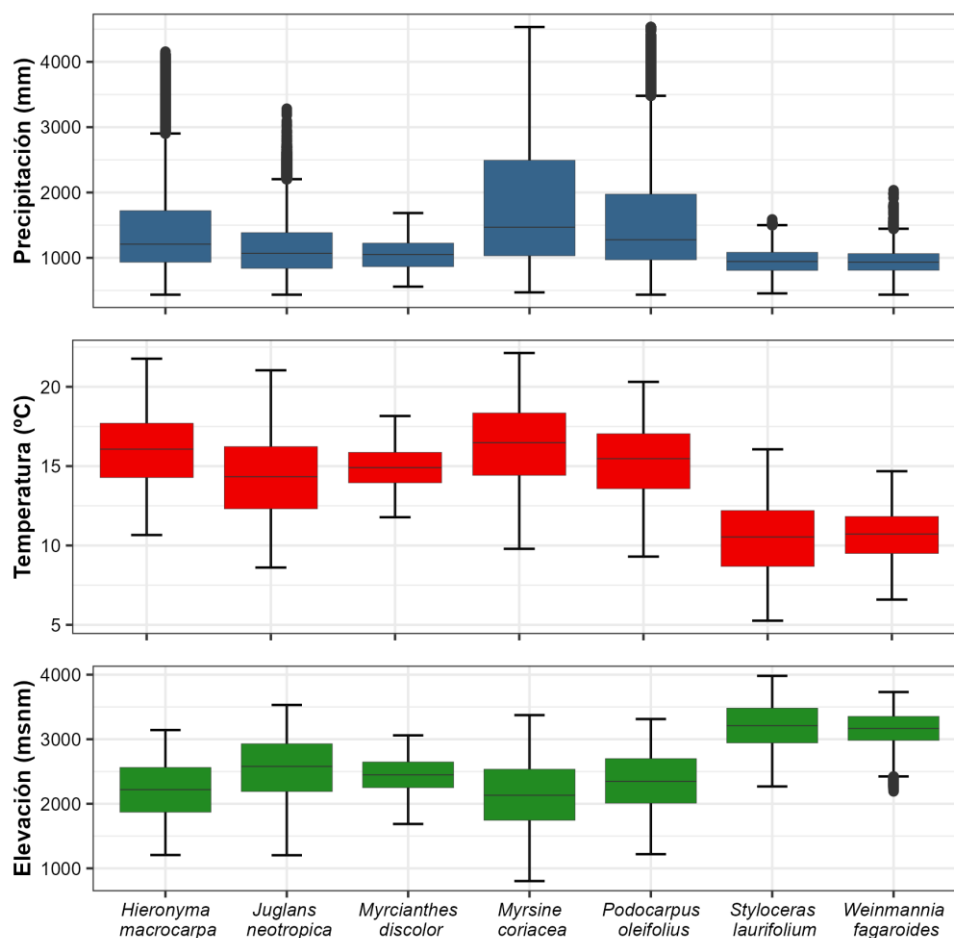 Precipitación (mm)
4000
3000
2000
1000
Temperatura (ºC)
20
15
10
5
Elevación (msnm)
4000
3000
2000
1000
Hieronyma macrocarpa
Juglans neotropica
Myrcianthes discolor
Myrsine coriacea
Podocarpus oleifolius
Styloceras laurifolium
Weinmannia fagaroides